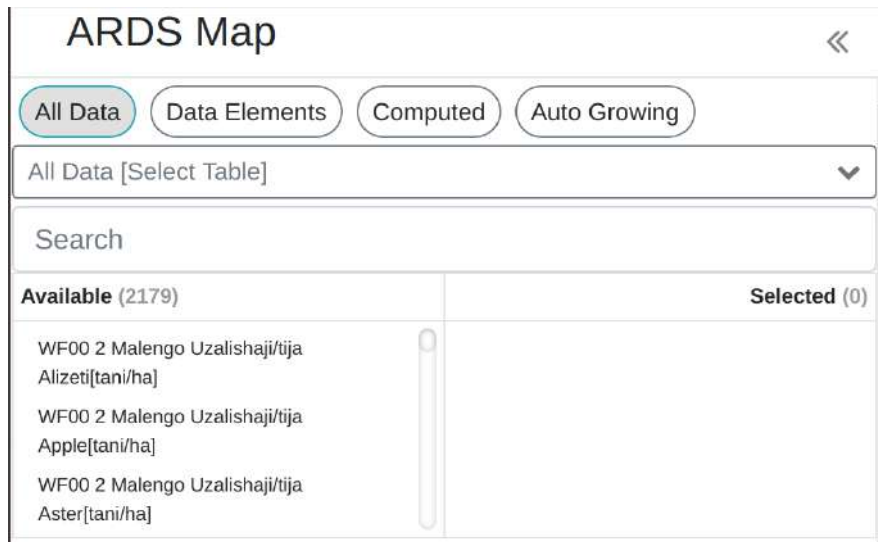 ARDS Map
All Data
Data Elements
Computed
Auto Growing
All Data [Select Table]
Search
Available (2179)
Selected (0)
WF00 2 Malengo Uzalishaji/tija
Alizeti[tani/ha]
WF00 2 Malengo Uzalishaji/tija
Apple[tani/ha]
WF00 2 Malengo Uzalishaji/tija
Aster[tani/ha]